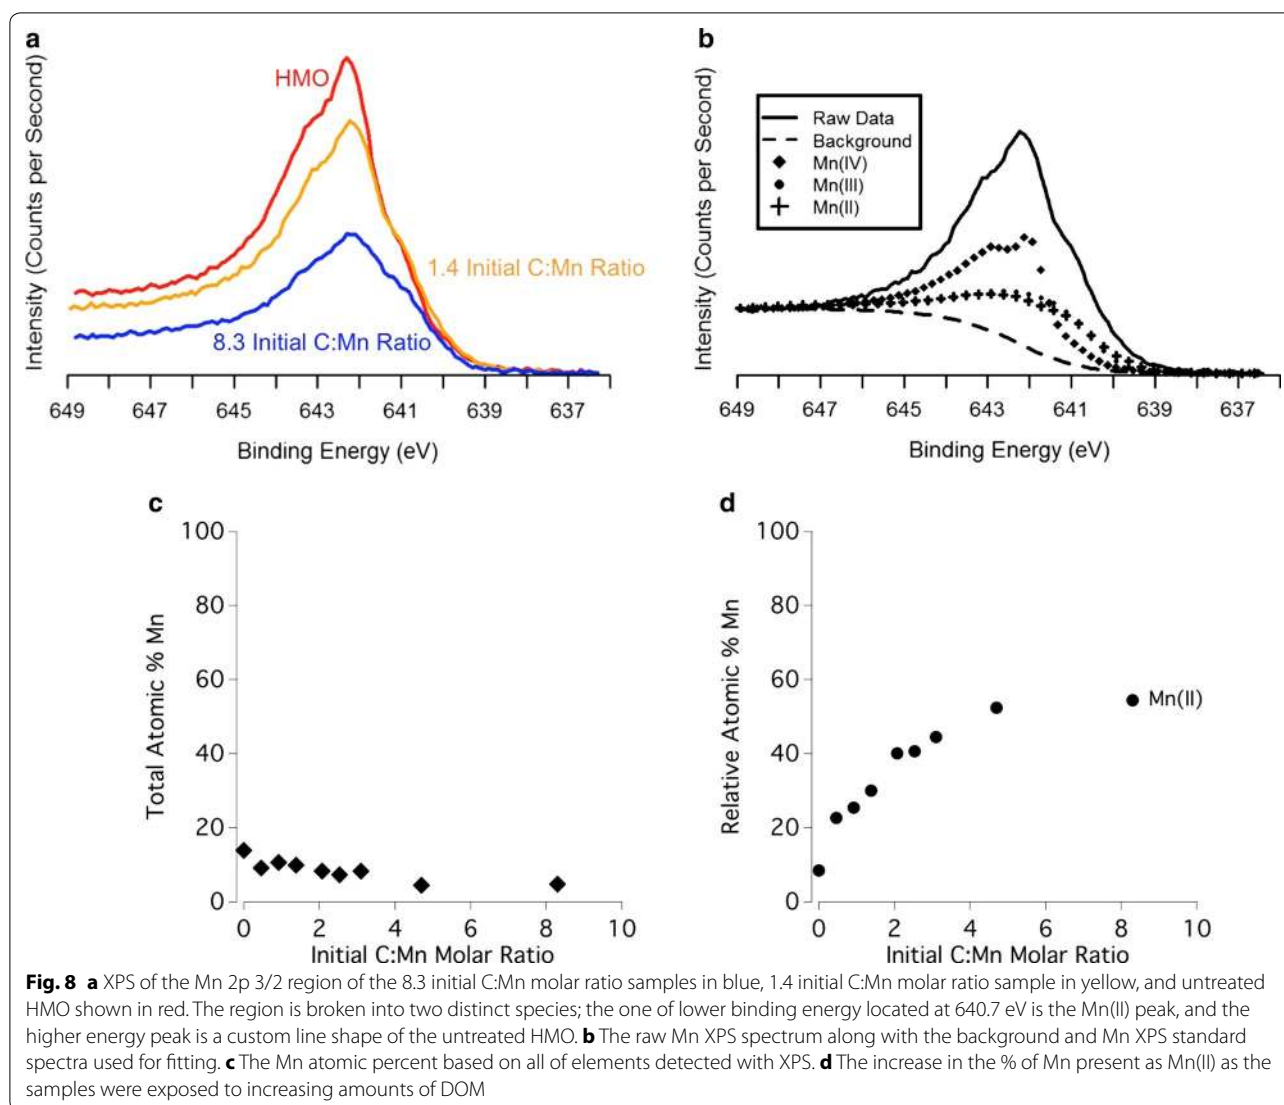 a
HMO
1.4 Initial C:Mn Ratio
8.3 Initial C:Mn Ratio
Intensity (Counts per Second)
649 647 645 643 641 639 637
Binding Energy (eV)
b
Raw Data
Background
Mn(IV)
Mn(III)
Mn(II)
Intensity (Counts per Second)
649 647 645 643 641 639 637
Binding Energy (eV)
c
100
80
60
40
20
0
Total Atomic % Mn
0 2 4 6 8 10
Initial C:Mn Molar Ratio
d
100
80
60
40
20
0
Relative Atomic % Mn
Mn(II)
0 2 4 6 8 10
Initial C:Mn Molar Ratio
Fig. 8 a XPS of the Mn 2p 3/2 region of the 8.3 initial C:Mn molar ratio samples in blue, 1.4 initial C:Mn molar ratio sample in yellow, and untreated
HMO shown in red. The region is broken into two distinct species; the one of lower binding energy located at 640.7 eV is the Mn(II) peak, and the
higher energy peak is a custom line shape of the untreated HMO. b The raw Mn XPS spectrum along with the background and Mn XPS standard
spectra used for fitting. c The Mn atomic percent based on all of elements detected with XPS. d The increase in the % of Mn present as Mn(II) as the
samples were exposed to increasing amounts of DOM